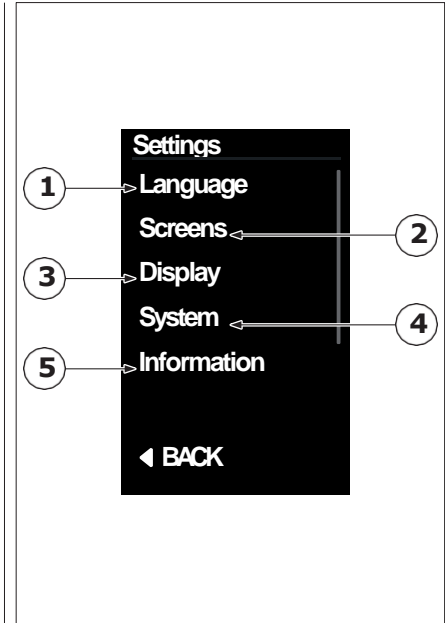 Settings
1 Language
Screens 2
3 Display
System 4
5 Information
BACK